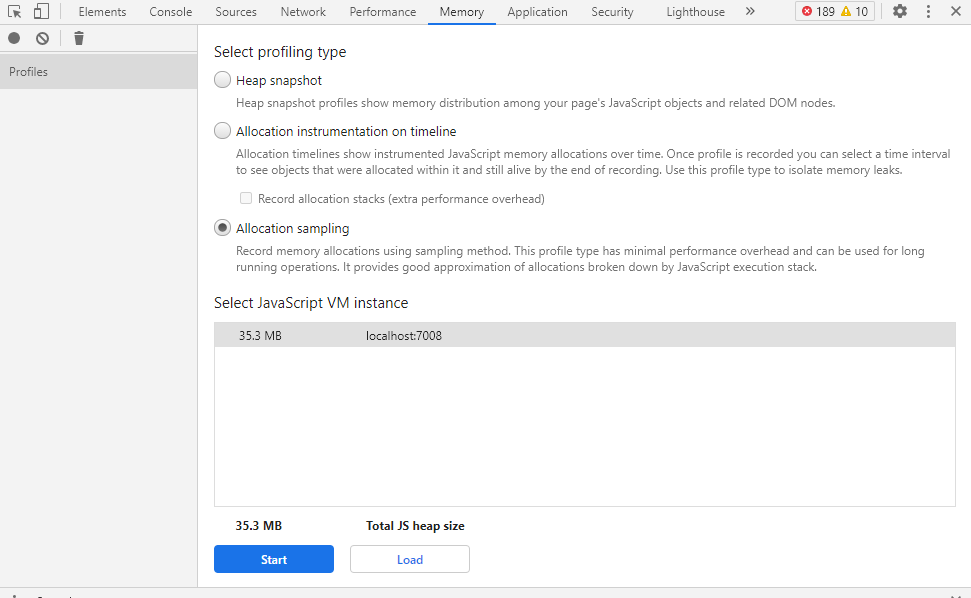 Elements Console Sources Network Performance Memory Application Security Lighthouse » 189 10
Profiles
Select profiling type
Heap snapshot
Heap snapshot profiles show memory distribution among your page's JavaScript objects and related DOM nodes.
Allocation instrumentation on timeline
Allocation timelines show instrumented JavaScript memory allocations over time. Once profile is recorded you can select a time interval
to see objects that were allocated within it and still alive by the end of recording. Use this profile type to isolate memory leaks.
Record allocation stacks (extra performance overhead)
Allocation sampling
Record memory allocations using sampling method. This profile type has minimal performance overhead and can be used for long
running operations. It provides good approximation of allocations broken down by JavaScript execution stack.
Select JavaScript VM instance
35.3 MB localhost:7008
35.3 MB Total JS heap size
Start Load